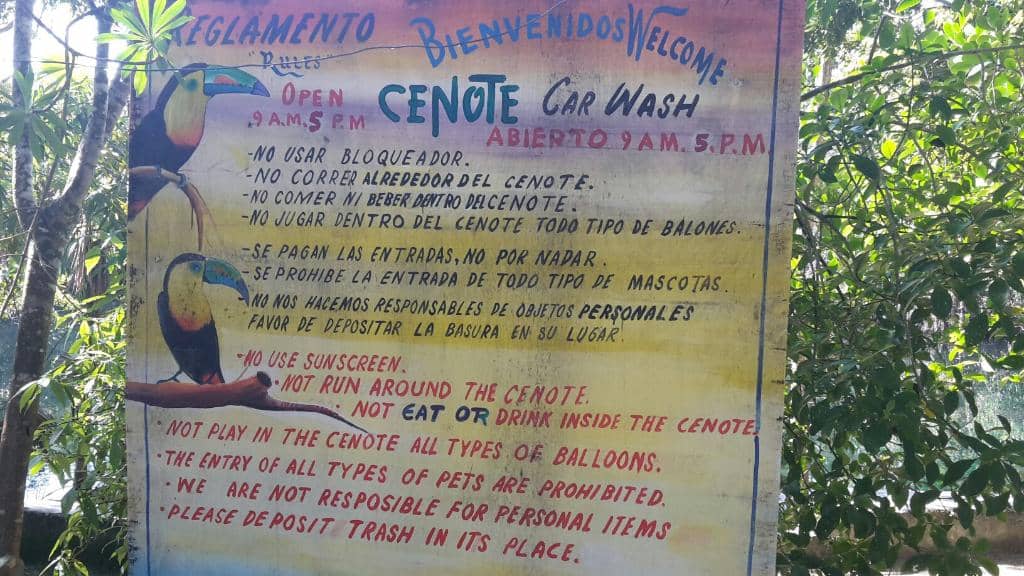 REGLAMENTO
"RULES"
BIENVENIDOS WELCOME
OPEN
9 A.M. 5 P.M
CENOTE CAR WASH
ABIERTO 9 AM. 5. P.M.
-NO USAR BLOQUEADOR.
-NO CORRER ALREDEDOR DEL CENOTE.
-NO COMER NI BEBER DENTRO DEL CENOTE.
-NO JUGAR DENTRO DEL CENOTE TODO TIPO DE BALONES.
-SE PAGAN LAS ENTRADAS, NO POR NADAR.
-SE PROHIBE LA ENTRADA DE TODO TIPO DE MASCOTAS.
NO NOS HACEMOS RESPONSABLES DE OBJETOS PERSONALES
FAVOR DE DEPOSITAR LA BASURA EN SU LUGAR.
-NO USE SUNSCREEN.
·NOT RUN AROUND THE CENOTE.
·NOT EAT OR DRINK INSIDE THE CENOTE.
·NOT PLAY IN THE CENOTE ALL TYPES OF BALLOONS.
·THE ENTRY OF ALL TYPES OF PETS ARE PROHIBITED.
·WE ARE NOT RESPOSIBLE FOR PERSONAL ITEMS
·PLEASE DEPOSIT TRASH IN ITS PLACE.